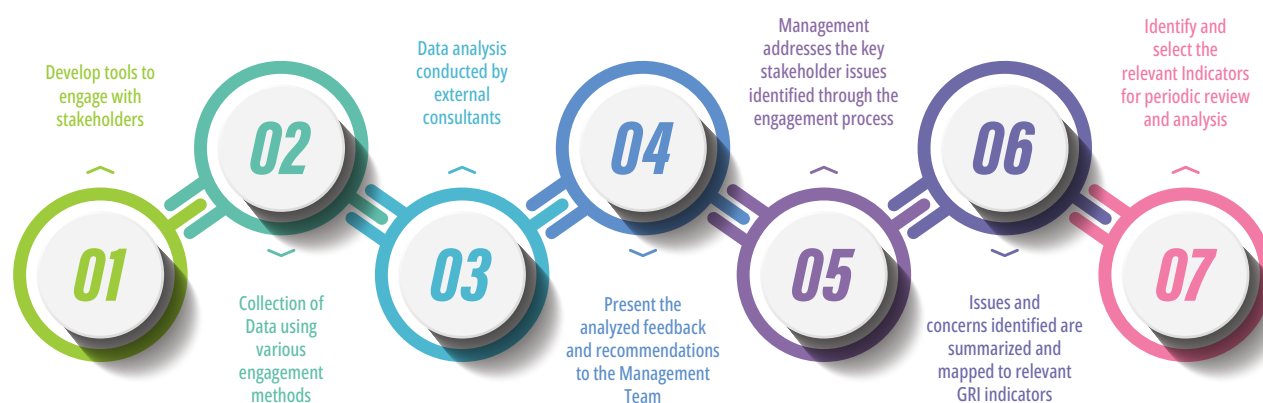 01
Develop tools to
engage with
stakeholders
02
Collection of
Data using
various
engagement
methods
03
Data analysis
conducted by
external
consultants
04
Present the
analyzed feedback
and recommendations
to the Management
Team
05
Management
addresses the key
stakeholder issues
identified through the
engagement process
06
Issues and
concerns identified are
summarized and
mapped to relevant
GRI indicators
07
Identify and
select the
relevant Indicators
for periodic review
and analysis